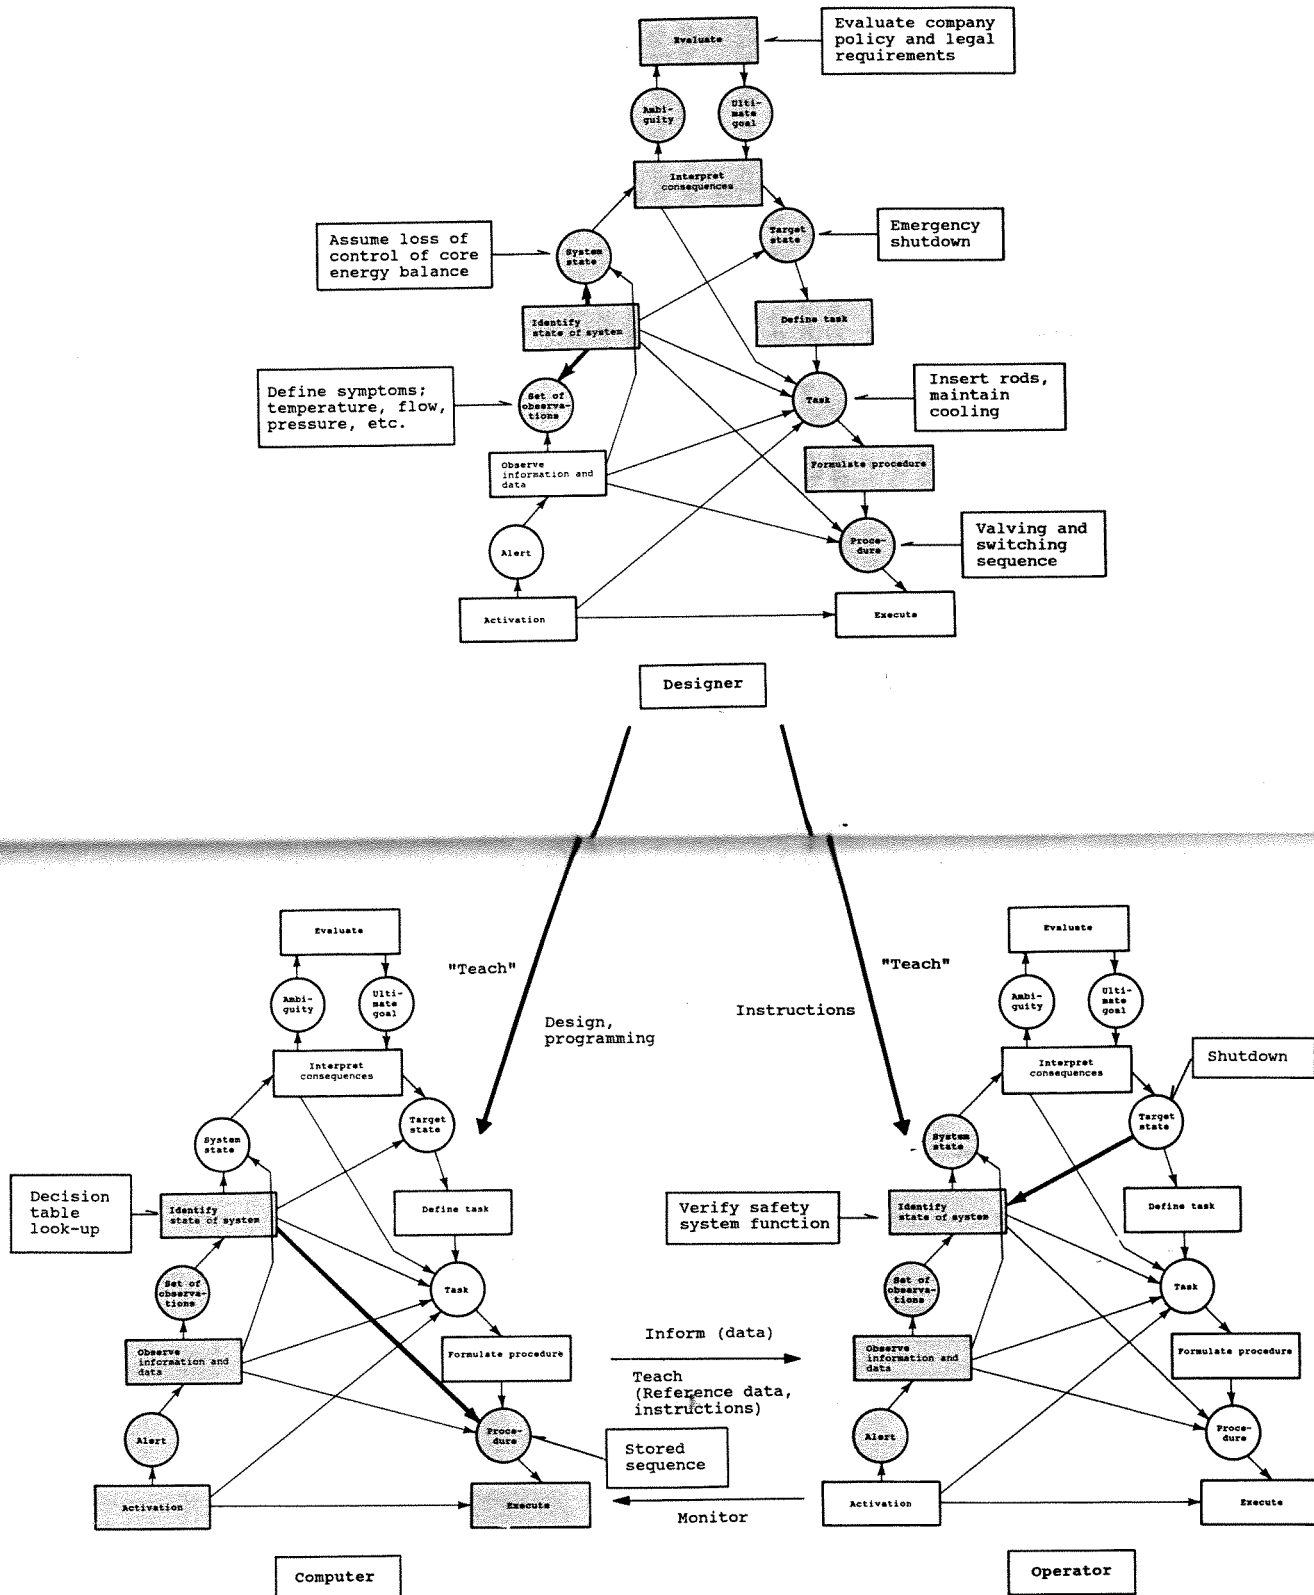 Evaluate
Evaluate company
policy and legal
requirements
Ambi-
guity
Ulti-
mate
goal
Interpret
consequences
Assume loss of
control of core
energy balance
System
state
Target
state
Emergency
shutdown
Identify
state of system
Define task
Define symptoms;
temperature, flow,
pressure, etc.
Set of
observa-
tions
Task
Insert rods,
maintain
cooling
Observe
information and
data
Formulate procedure
Alert
Proce-
dure
Valving and
switching
sequence
Activation
Execute
Designer
"Teach"
Design,
programming
"Teach"
Instructions
Evaluate
Ambi-
guity
Ulti-
mate
goal
Interpret
consequences
System
state
Target
state
Decision
table
look-up
Identify
state of system
Define task
Set of
observa-
tions
Task
Observe
information and
data
Formulate procedure
Alert
Proce-
dure
Stored
sequence
Activation
Execute
Computer
Inform (data)
Teach
(Reference data,
instructions)
Monitor
Evaluate
Ambi-
guity
Ulti-
mate
goal
Interpret
consequences
Shutdown
System
state
Target
state
Verify safety
system function
Identify
state of system
Define task
Set of
observa-
tions
Task
Observe
information and
data
Formulate procedure
Alert
Proce-
dure
Activation
Execute
Operator